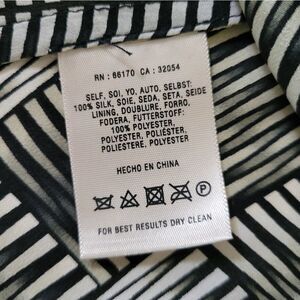 RN : 86170 CA : 32054
SELF, SOI, YO, AUTO, SELBST:
100% SILK, SOIE, SEDA, SETA, SEIDE
LINING, DOUBLURE, FORRO,
FODERA, FUTTERSTOFF:
100% POLYESTER,
POLYESTER, POLIÉSTER,
POLIESTERE, POLYESTER
HECHO EN CHINA
P
FOR BEST RESULTS DRY CLEAN